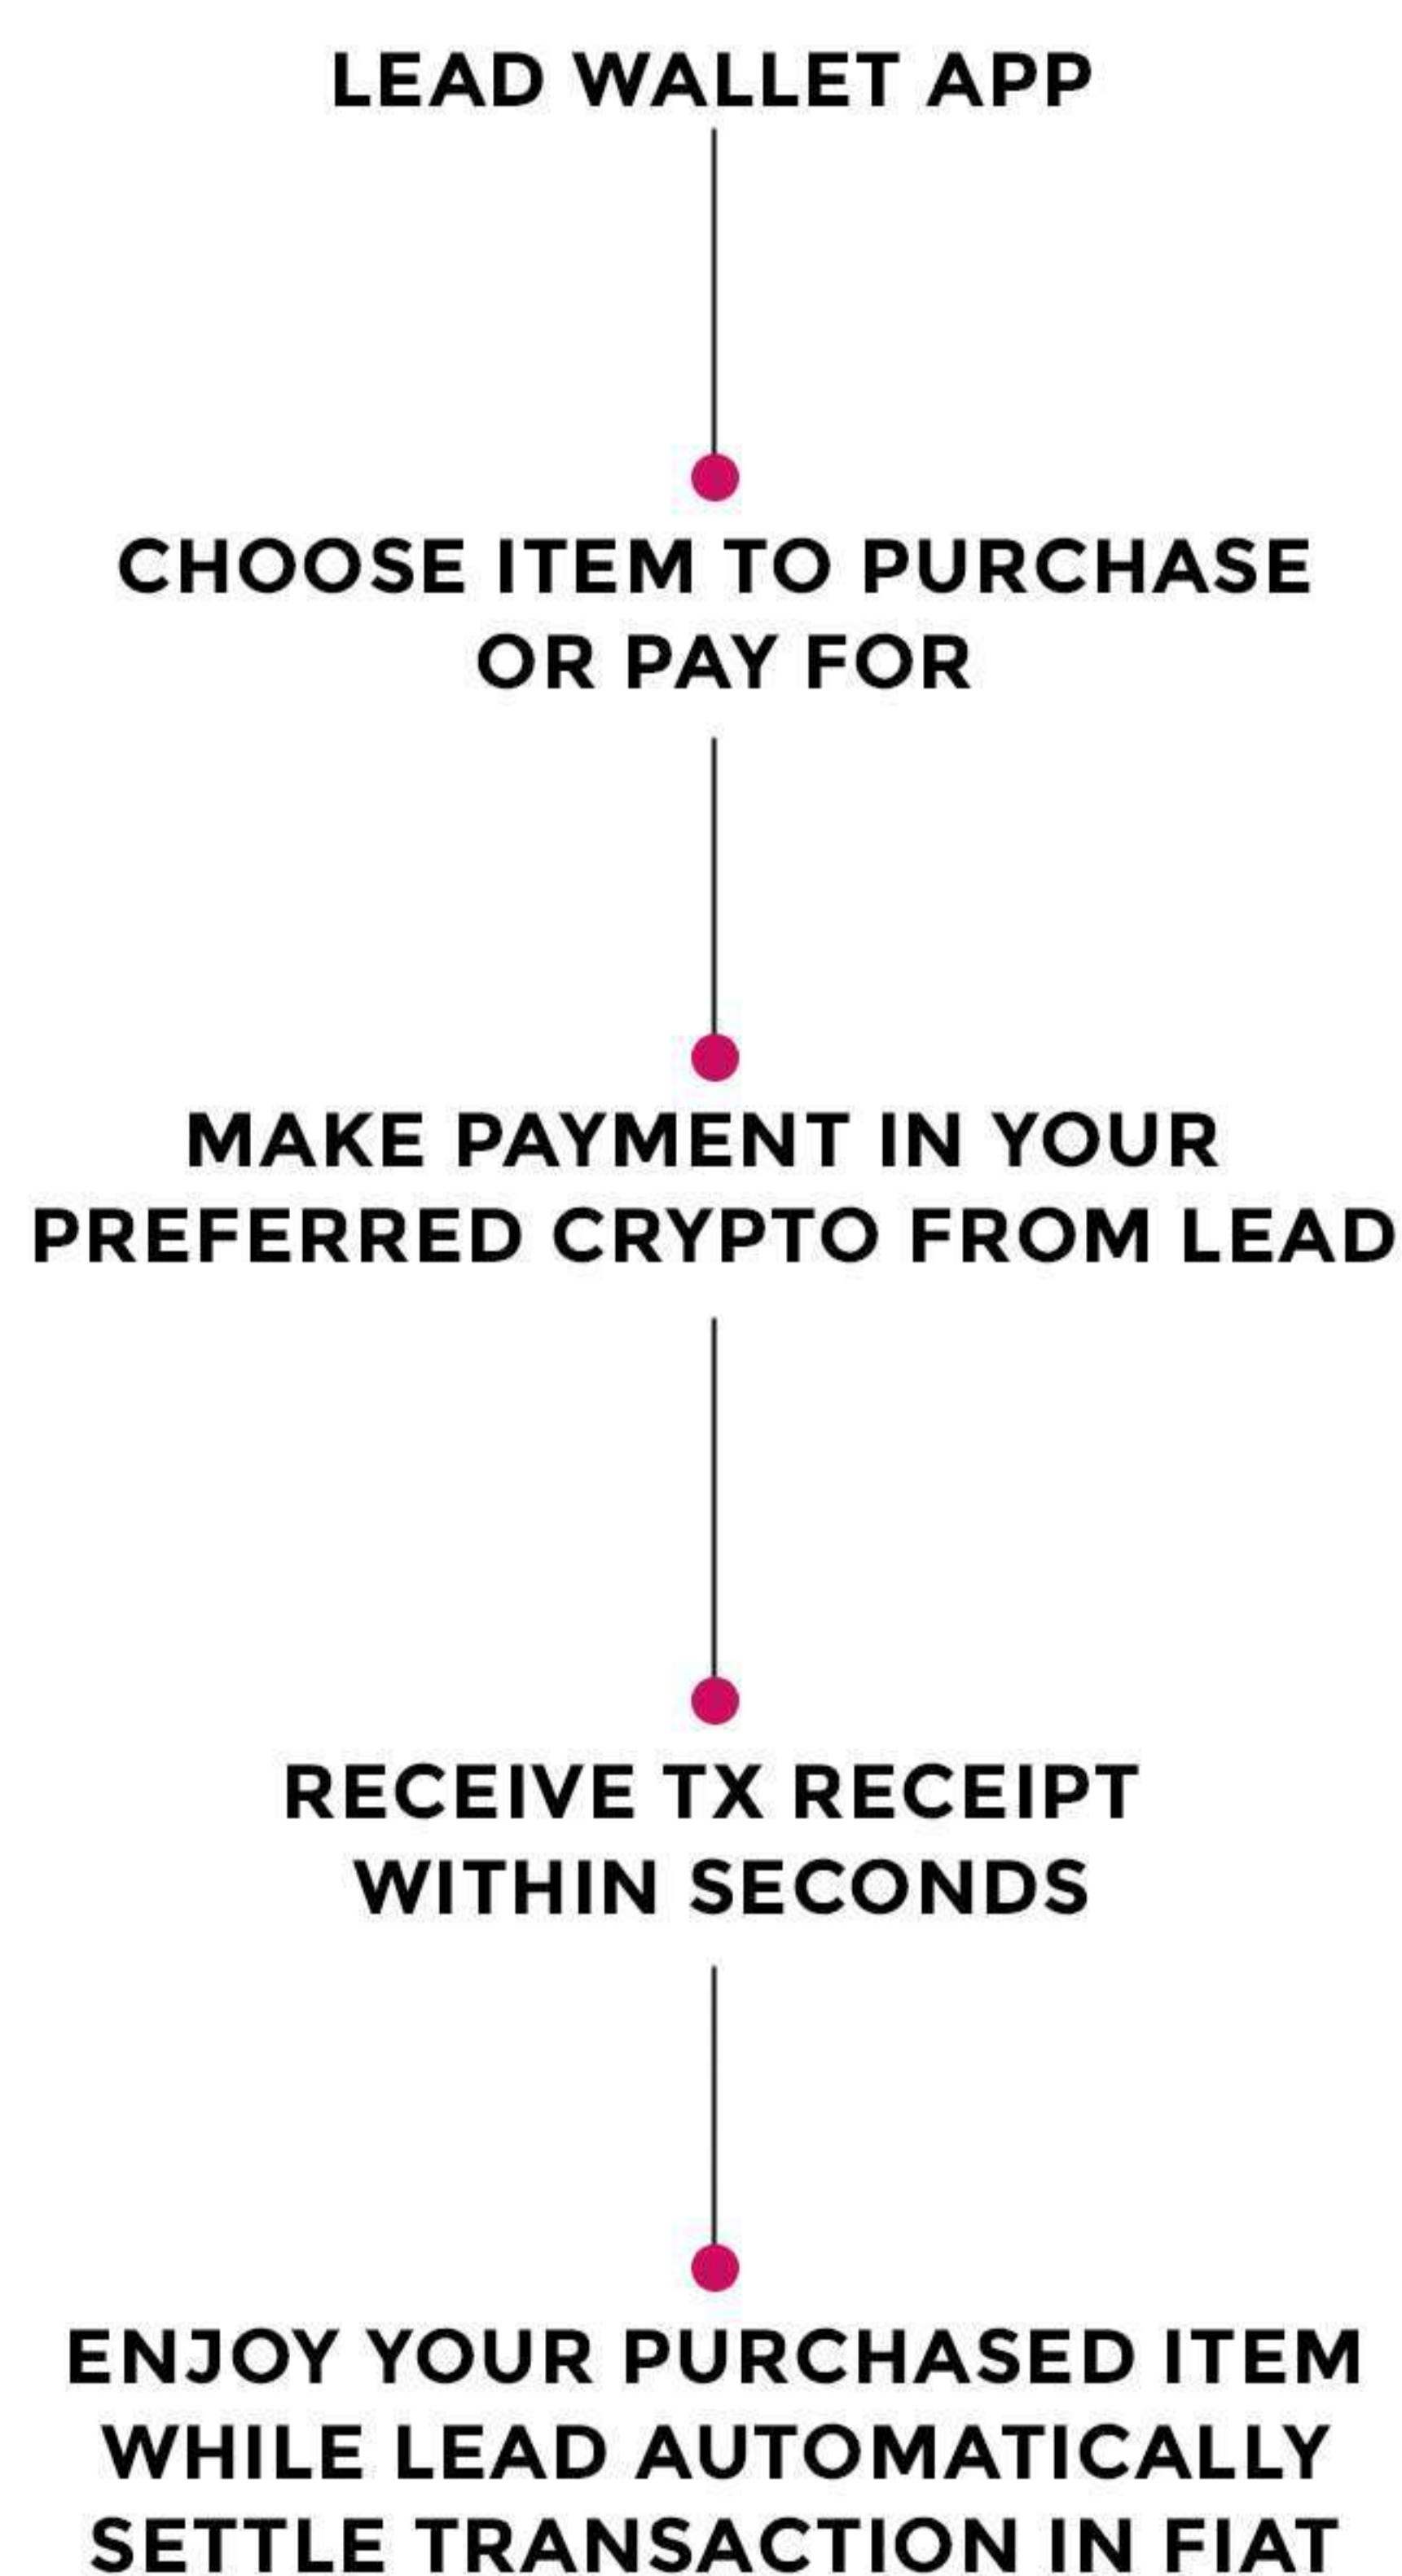 LEAD WALLET APP
CHOOSE ITEM TO PURCHASE
OR PAY FOR
MAKE PAYMENT IN YOUR
PREFERRED CRYPTO FROM LEAD
RECEIVE TX RECEIPT
WITHIN SECONDS
ENJOY YOUR PURCHASED ITEM
WHILE LEAD AUTOMATICALLY
SETTLE TRANSACTION IN FIAT